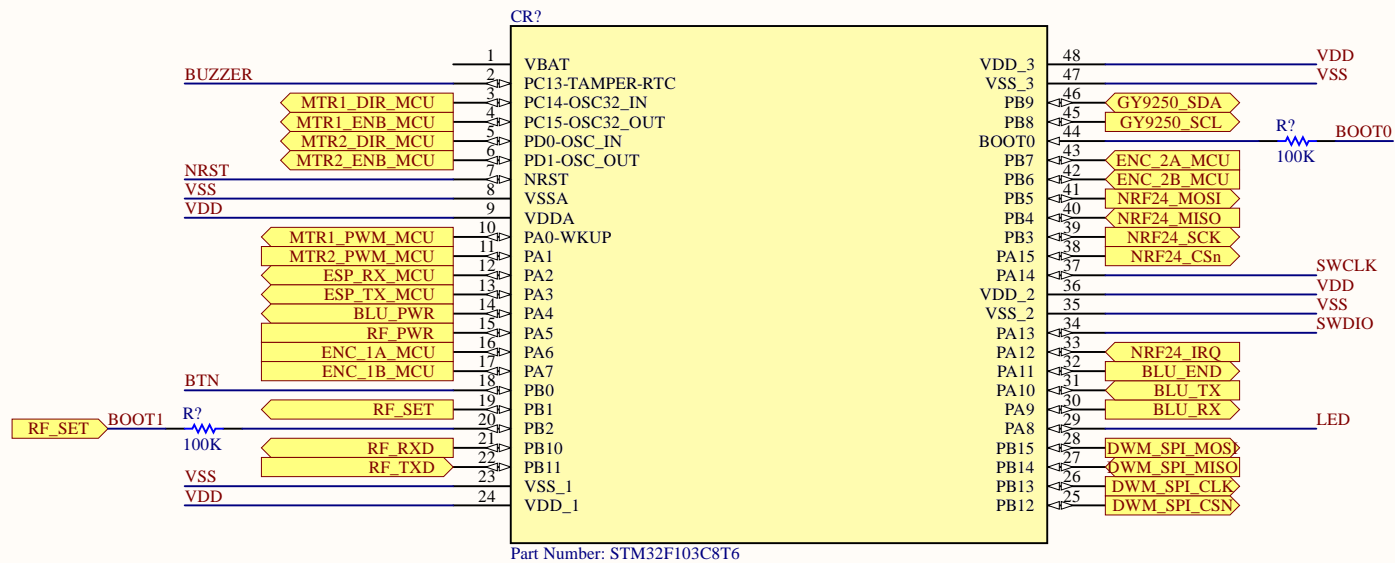 CR?
1 VBAT
BUZZER 2 PC13-TAMPER-RTC
MTR1_DIR_MCU 3 PC14-OSC32_IN
MTR1_ENB_MCU 4 PC15-OSC32_OUT
MTR2_DIR_MCU 5 PD0-OSC_IN
MTR2_ENB_MCU 6 PD1-OSC_OUT
NRST 7 NRST
VSS 8 VSSA
VDD 9 VDDA
MTR1_PWM_MCU 10 PA0-WKUP
MTR2_PWM_MCU 11 PA1
ESP_RX_MCU 12 PA2
ESP_TX_MCU 13 PA3
BLU_PWR 14 PA4
RF_PWR 15 PA5
ENC_1A_MCU 16 PA6
ENC_1B_MCU 17 PA7
BTN 18 PB0
RF_SET 19 PB1
RF_SET BOOT1 R? 100K 20 PB2
RF_RXD 21 PB10
RF_TXD 22 PB11
VSS 23 VSS_1
VDD 24 VDD_1
VDD_3 48 VDD
VSS_3 47 VSS
PB9 46 GY9250_SDA
PB8 45 GY9250_SCL
BOOT0 44 R? 100K BOOT0
PB7 43 ENC_2A_MCU
PB6 42 ENC_2B_MCU
PB5 41 NRF24_MOSI
PB4 40 NRF24_MISO
PB3 39 NRF24_SCK
PA15 38 NRF24_CSn
PA14 37 SWCLK
VDD_2 36 VDD
VSS_2 35 VSS
PA13 34 SWDIO
PA12 33 NRF24_IRQ
PA11 32 BLU_END
PA10 31 BLU_TX
PA9 30 BLU_RX
PA8 29 LED
PB15 28 DWM_SPI_MOSI
PB14 27 DWM_SPI_MISO
PB13 26 DWM_SPI_CLK
PB12 25 DWM_SPI_CSN
Part Number: STM32F103C8T6